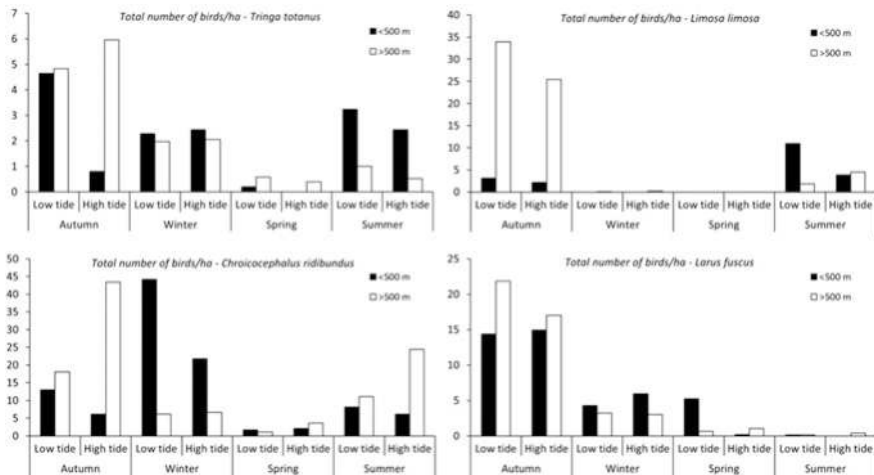 Total number of birds/ha - Tringa totanus
<500 m
>500 m
7
6
5
4
3
2
1
0
Low tide High tide Low tide High tide Low tide High tide Low tide High tide
Autumn Winter Spring Summer
Total number of birds/ha - Limosa limosa
<500 m
>500 m
40
35
30
25
20
15
10
5
0
Low tide High tide Low tide High tide Low tide High tide Low tide High tide
Autumn Winter Spring Summer
Total number of birds/ha - Chroicocephalus ridibundus
<500 m
>500 m
50
45
40
35
30
25
20
15
10
5
0
Low tide High tide Low tide High tide Low tide High tide Low tide High tide
Autumn Winter Spring Summer
Total number of birds/ha - Larus fuscus
<500 m
>500 m
25
20
15
10
5
0
Low tide High tide Low tide High tide Low tide High tide Low tide High tide
Autumn Winter Spring Summer